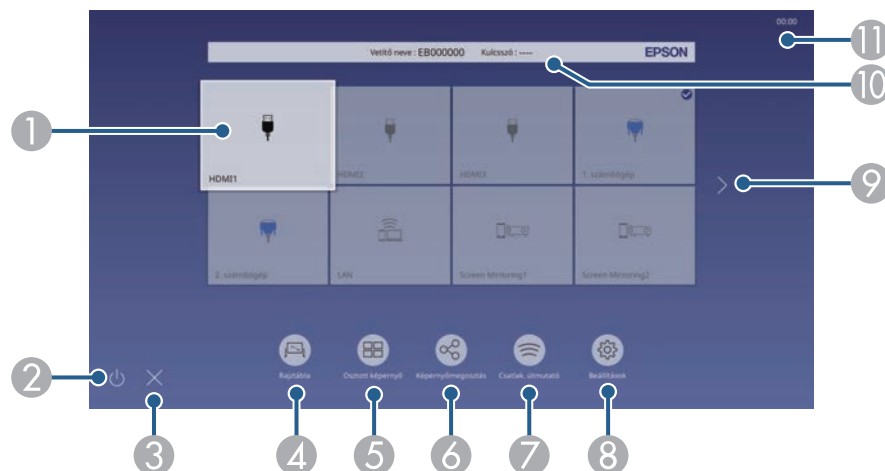 00:00
11
Vetítő neve : EB000000 Kulcsszó : ---- EPSON
10
1
HDMI1 HDMI2 HDMI3 1. számítógép
9
2. számítógép LAN Screen Mirroring1 Screen Mirroring2
Rajztábla Osztott képernyő Képernyőmegosztás Csatlak. útmutató Beállítások
2
3 4 5 6 7 8